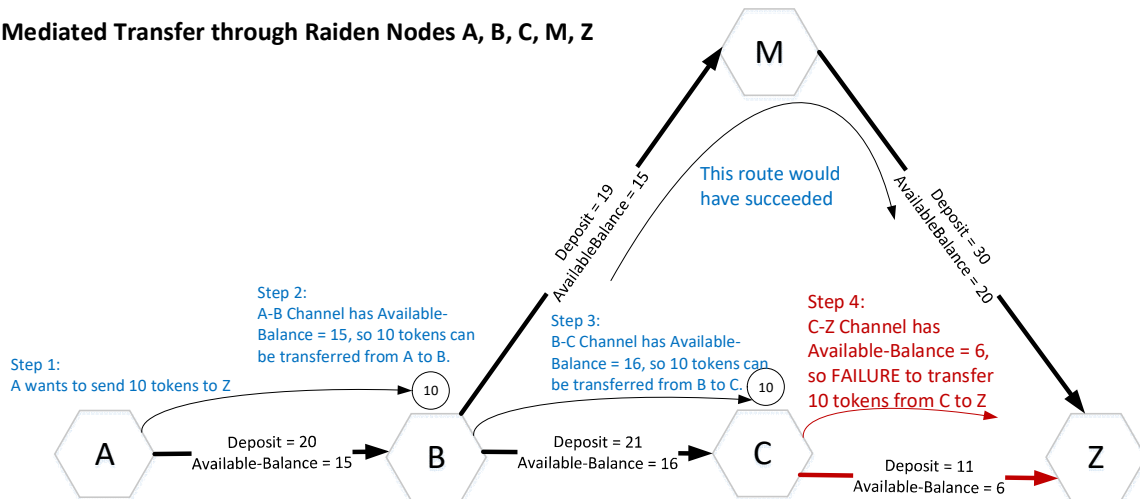 Mediated Transfer through Raiden Nodes A, B, C, M, Z
M
This route would
have succeeded
Deposit = 19
AvailableBalance = 15
Deposit = 30
AvailableBalance = 20
Step 1:
A wants to send 10 tokens to Z
Step 2:
A-B Channel has Available-
Balance = 15, so 10 tokens can
be transferred from A to B.
10
Step 3:
B-C Channel has Available-
Balance = 16, so 10 tokens can
be transferred from B to C.
10
Step 4:
C-Z Channel has
Available-Balance = 6,
so FAILURE to transfer
10 tokens from C to Z
A
Deposit = 20
Available-Balance = 15
B
Deposit = 21
Available-Balance = 16
C
Deposit = 11
Available-Balance = 6
Z